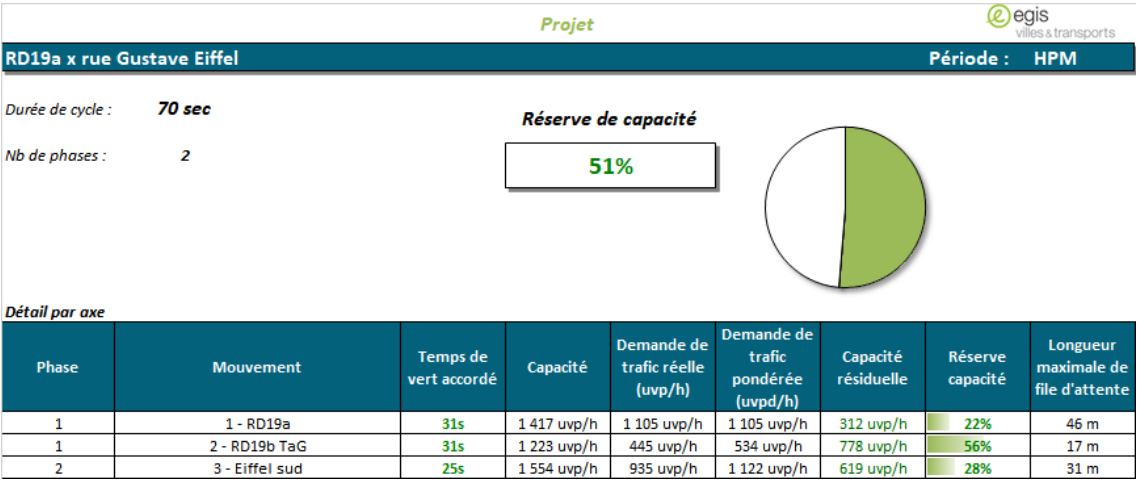 Projet
egis
villes & transports
RD19a x rue Gustave Eiffel Période : HPM
Durée de cycle : 70 sec
Réserve de capacité
Nb de phases : 2
51%
Détail par axe
Phase Mouvement Temps de vert accordé Capacité Demande de trafic réelle (uvp/h) Demande de trafic pondérée (uvpd/h) Capacité résiduelle Réserve capacité Longueur maximale de file d'attente
1 1 - RD19a 31s 1 417 uvp/h 1 105 uvp/h 1 105 uvp/h 312 uvp/h 22% 46 m
1 2 - RD19b TaG 31s 1 223 uvp/h 445 uvp/h 534 uvp/h 778 uvp/h 56% 17 m
2 3 - Eiffel sud 25s 1 554 uvp/h 935 uvp/h 1 122 uvp/h 619 uvp/h 28% 31 m